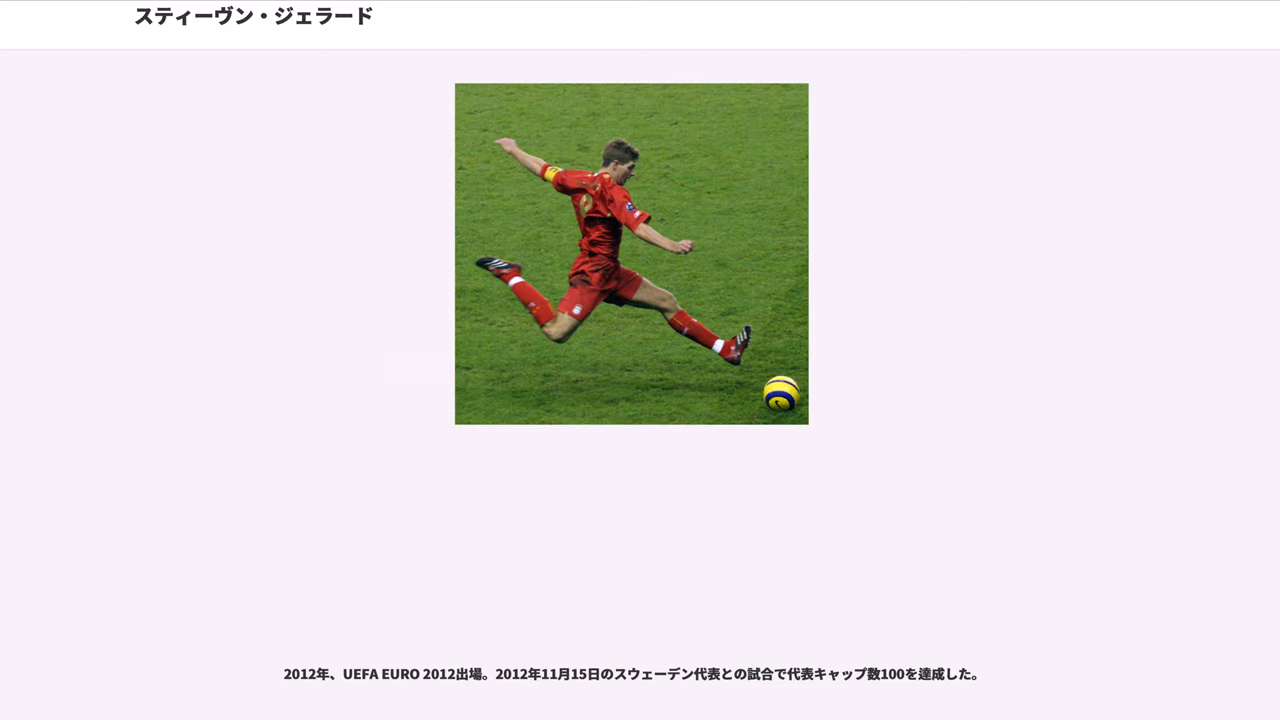 スティーヴン・ジェラード
2012年、UEFA EURO 2012出場。2012年11月15日のスウェーデン代表との試合で代表キャップ数100を達成した。